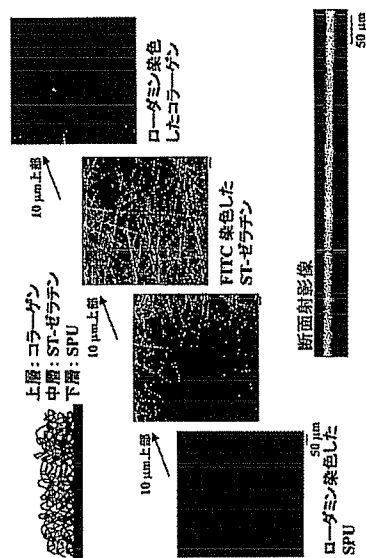 上層：コラーゲン
中層：ST-ゼラチン
下層：SPU
10 μm上部
10 μm上部
10 μm上部
ローダミン染色
したコラーゲン
FITC 染色した
ST-ゼラチン
50 μm
ローダミン染色した
SPU
断面射影像
50 μm